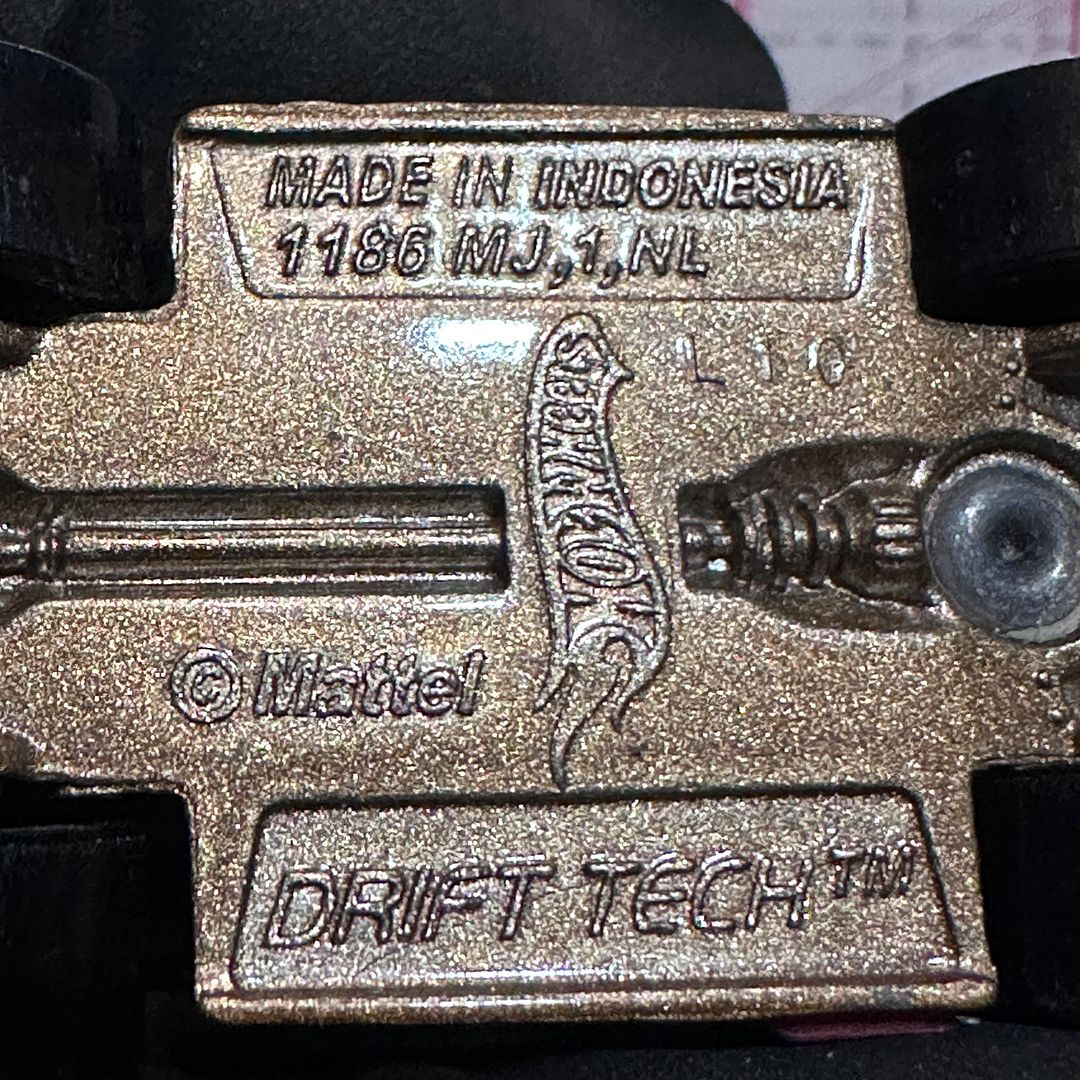 MADE IN INDONESIA
1186 MJ,1,NL
L10
HOT WHEELS
© Mattel
DRIFT TECH™